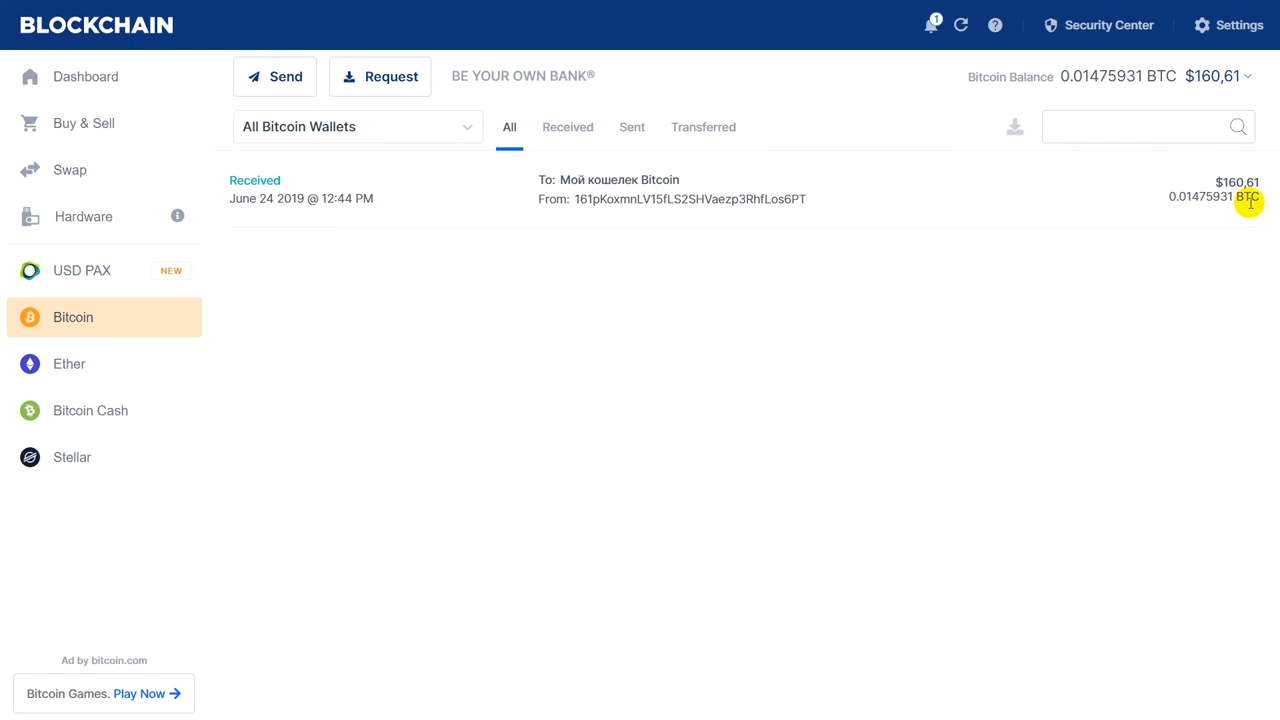 BLOCKCHAIN
1
Security Center
Settings
Dashboard
Buy & Sell
Swap
Hardware
USD PAX NEW
Bitcoin
Ether
Bitcoin Cash
Stellar
Ad by bitcoin.com
Bitcoin Games. Play Now →
Send
Request
BE YOUR OWN BANK®
Bitcoin Balance 0.01475931 BTC $160,61
All Bitcoin Wallets
All
Received
Sent
Transferred
Received
June 24 2019 @ 12:44 PM
To: Мой кошелек Bitcoin
From: 161pKoxmnLV15fLS2SHVaezp3RhfLos6PT
$160,61
0.01475931 BTC